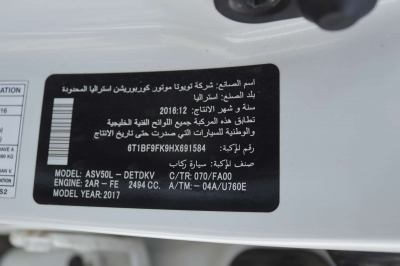 اسم الصانع: شركة تويوتا موتور كوربوريشن استراليا المحدودة
بلد الصنع: استراليا
سنة و شهر الانتاج: 2016:12
تطابق هذه المركبة جميع اللوائح الفنية الخليجية
والوطنية للسيارات التي صدرت حتى تاريخ الانتاج
رقم المركبة: 6T1BF9FK9HX691584
صنف المركبة: سيارة ركاب
MODEL: ASV50L - DETDKV C/TR: 070/FA00
ENGINE: 2AR - FE 2494 CC. A/TM: - 04A/U760E
MODEL YEAR: 2017